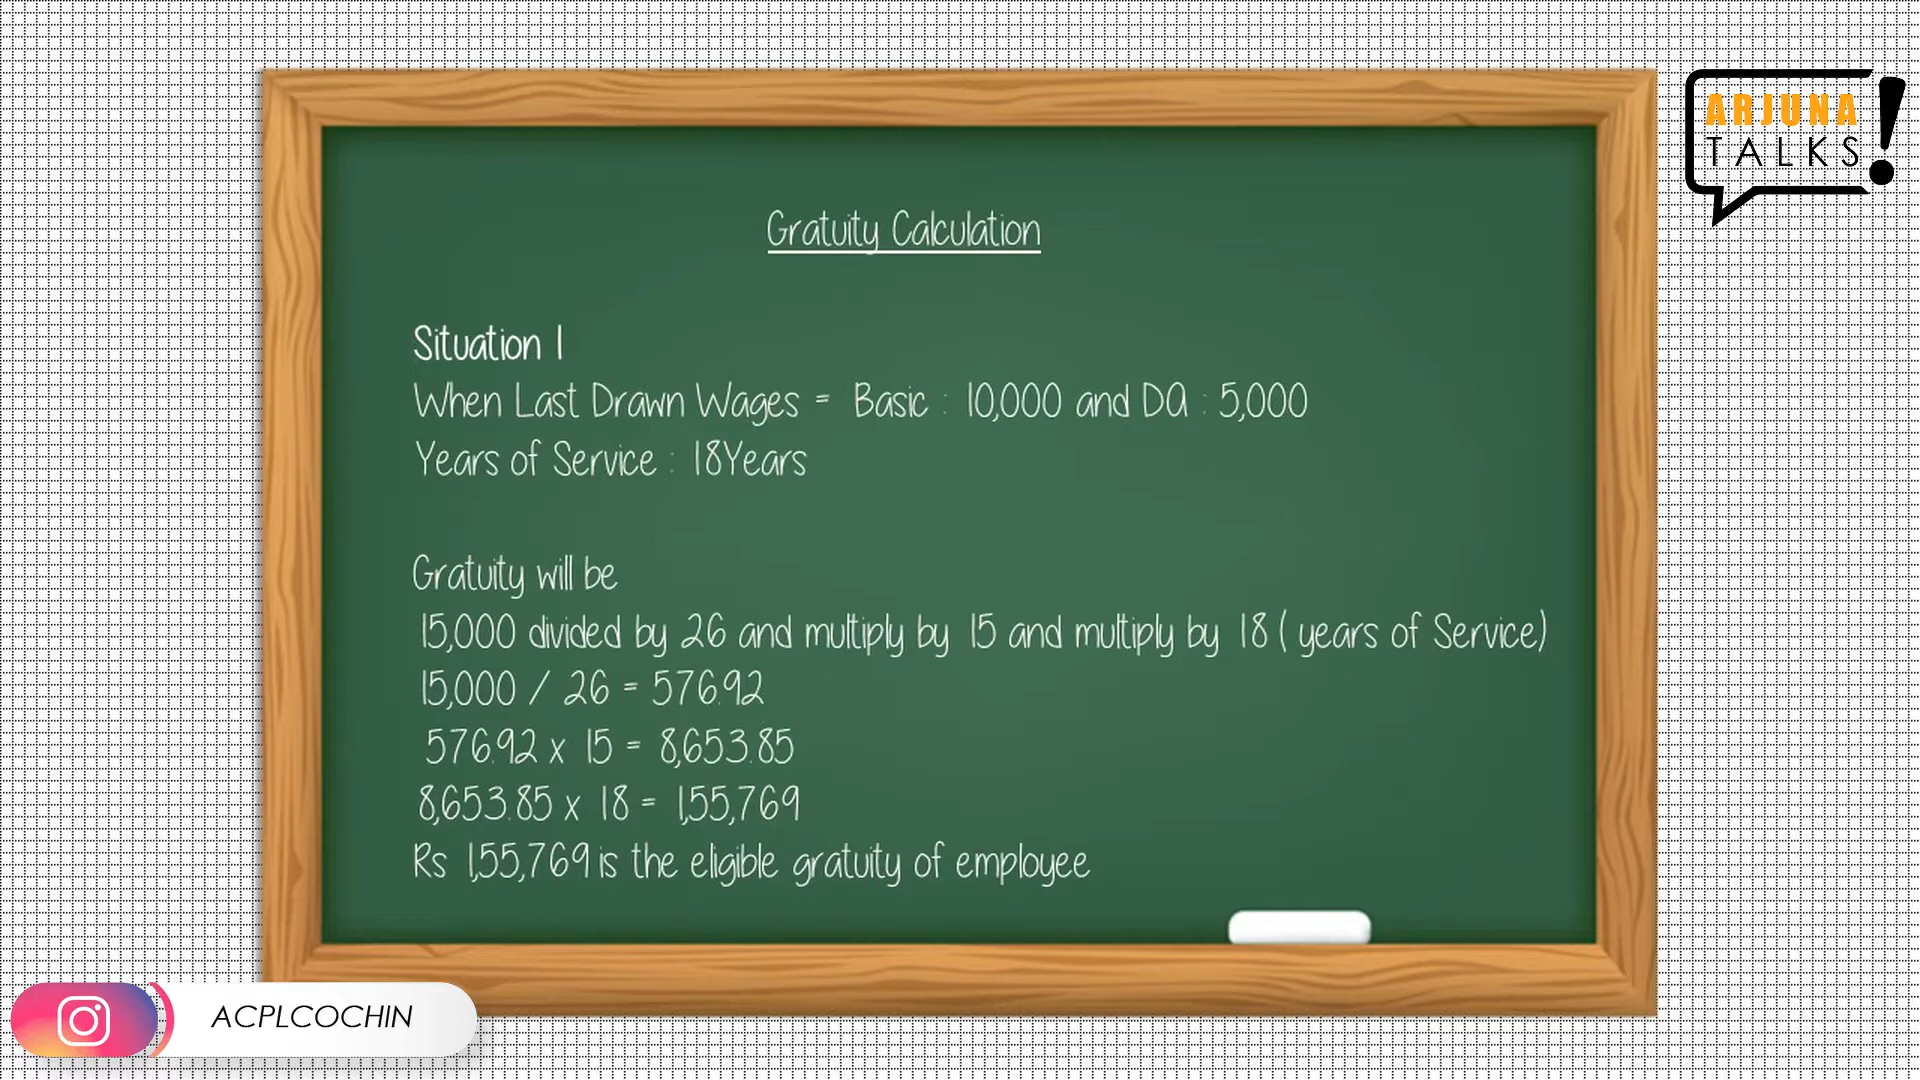 ARJUNA
TALKS
Gratuity Calculation
Situation 1
When Last Drawn Wages = Basic : 10,000 and DA : 5,000
Years of Service : 18Years
Gratuity will be
15,000 divided by 26 and multiply by 15 and multiply by 18 ( years of Service)
15,000 / 26 = 576.92
576.92 x 15 = 8,653.85
8,653.85 x 18 = 1,55,769
Rs 1,55,769 is the eligible gratuity of employee
ACPLCOCHIN